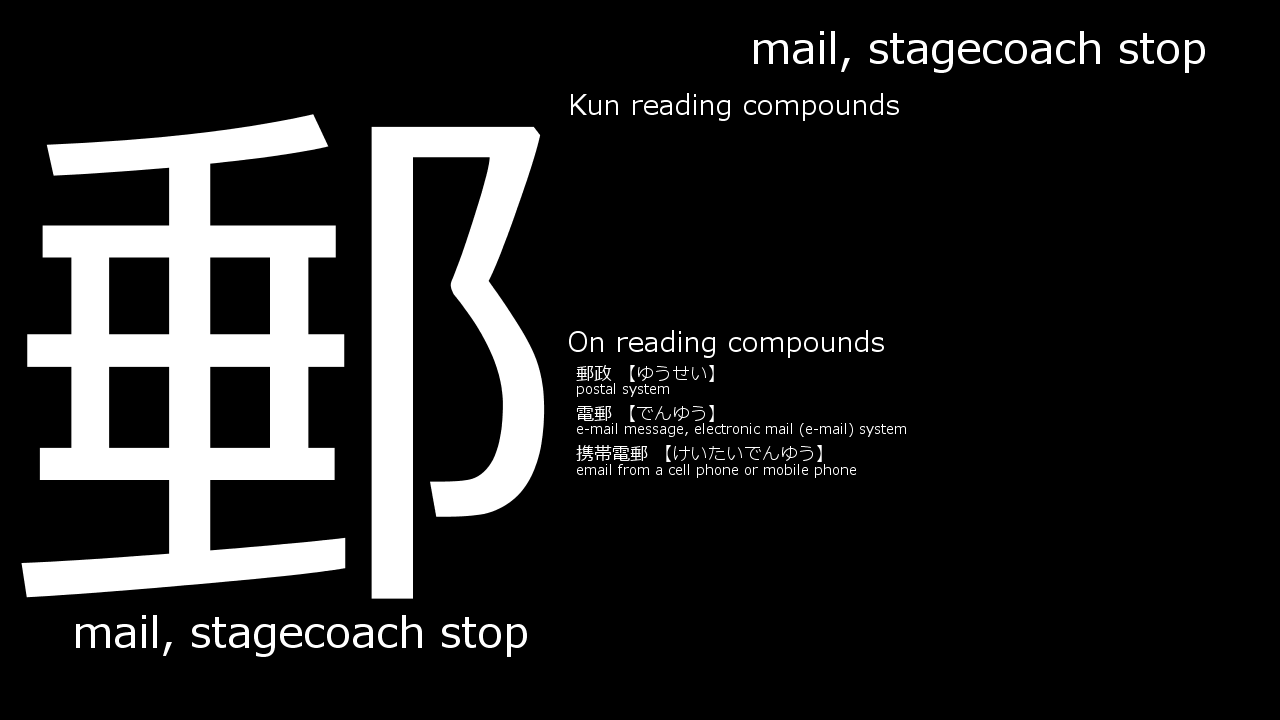 mail, stagecoach stop
Kun reading compounds
郵
On reading compounds
郵政 【ゆうせい】
postal system
電郵 【でんゆう】
e-mail message, electronic mail (e-mail) system
携帯電郵 【けいたいでんゆう】
email from a cell phone or mobile phone
mail, stagecoach stop